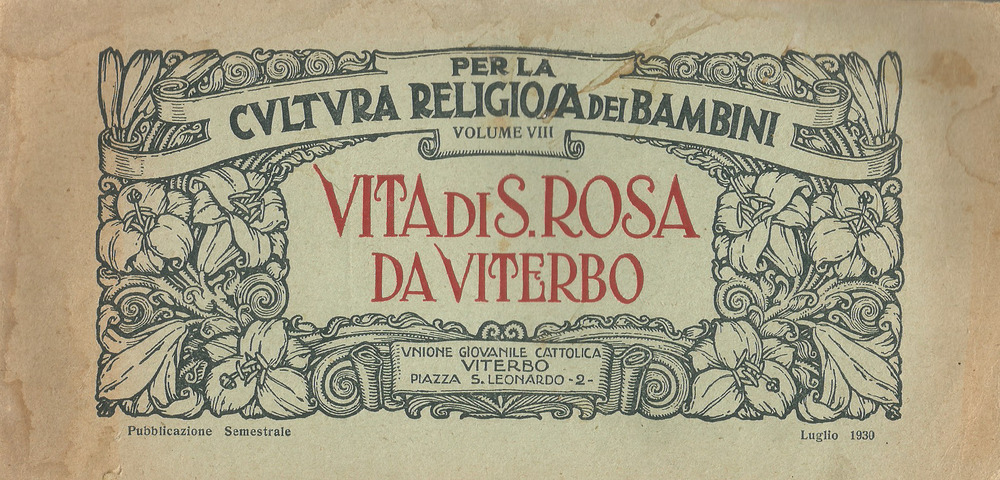 PER LA
CVLTVRA RELIGIOSA DEI BAMBINI
VOLUME VIII
VITA DI S. ROSA
DA VITERBO
VNIONE GIOVANILE CATTOLICA
VITERBO
PIAZZA S. LEONARDO - 2 -
Pubblicazione Semestrale
Luglio 1930